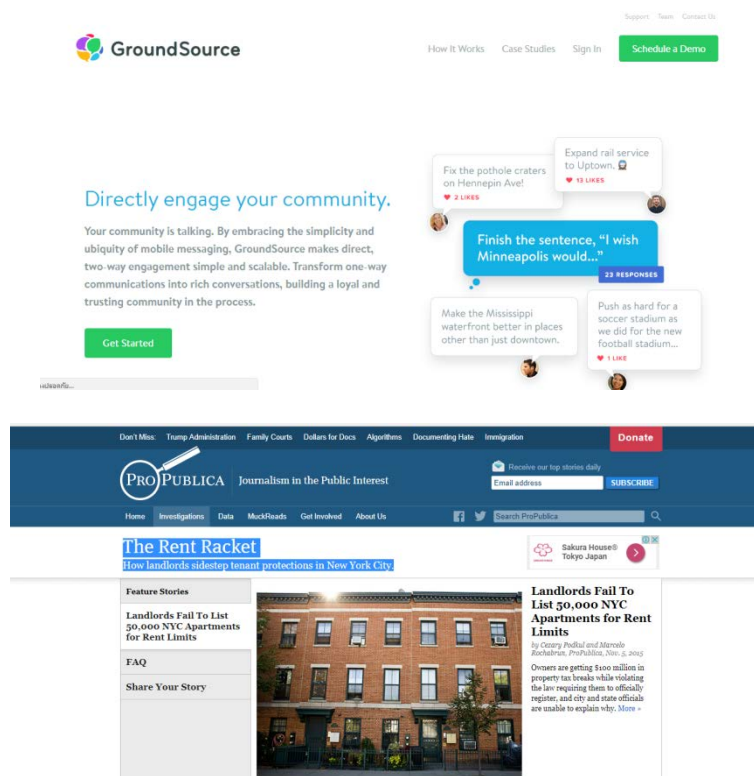 Support Team Contact Us
GroundSource
How It Works Case Studies Sign In Schedule a Demo
Directly engage your community.
Your community is talking. By embracing the simplicity and
ubiquity of mobile messaging, GroundSource makes direct,
two-way engagement simple and scalable. Transform one-way
communications into rich conversations, building a loyal and
trusting community in the process.
Get Started
Fix the pothole craters
on Hennepin Ave!
2 LIKES
Expand rail service
to Uptown.
13 LIKES
Finish the sentence, “I wish
Minneapolis would...”
23 RESPONSES
Make the Mississippi
waterfront better in places
other than just downtown.
Push as hard for a
soccer stadium as
we did for the new
football stadium...
1 LIKE
Don't Miss: Trump Administration Family Courts Dollars for Docs Algorithms Documenting Hate Immigration Donate
PROPUBLICA Journalism in the Public Interest
Receive our top stories daily
Email address SUBSCRIBE
Home Investigations Data MuckReads Get Involved About Us Search ProPublica
The Rent Racket
How landlords sidestep tenant protections in New York City.
Sakura House®
Tokyo Japan
Feature Stories
Landlords Fail To List
50,000 NYC Apartments
for Rent Limits
FAQ
Share Your Story
Landlords Fail To
List 50,000 NYC
Apartments for Rent
Limits
by Cezary Podkul and Marcelo
Rochabrun, ProPublica, Nov. 5, 2015
Owners are getting $100 million in
property tax breaks while violating
the law requiring them to officially
register, and city and state officials
are unable to explain why. More »